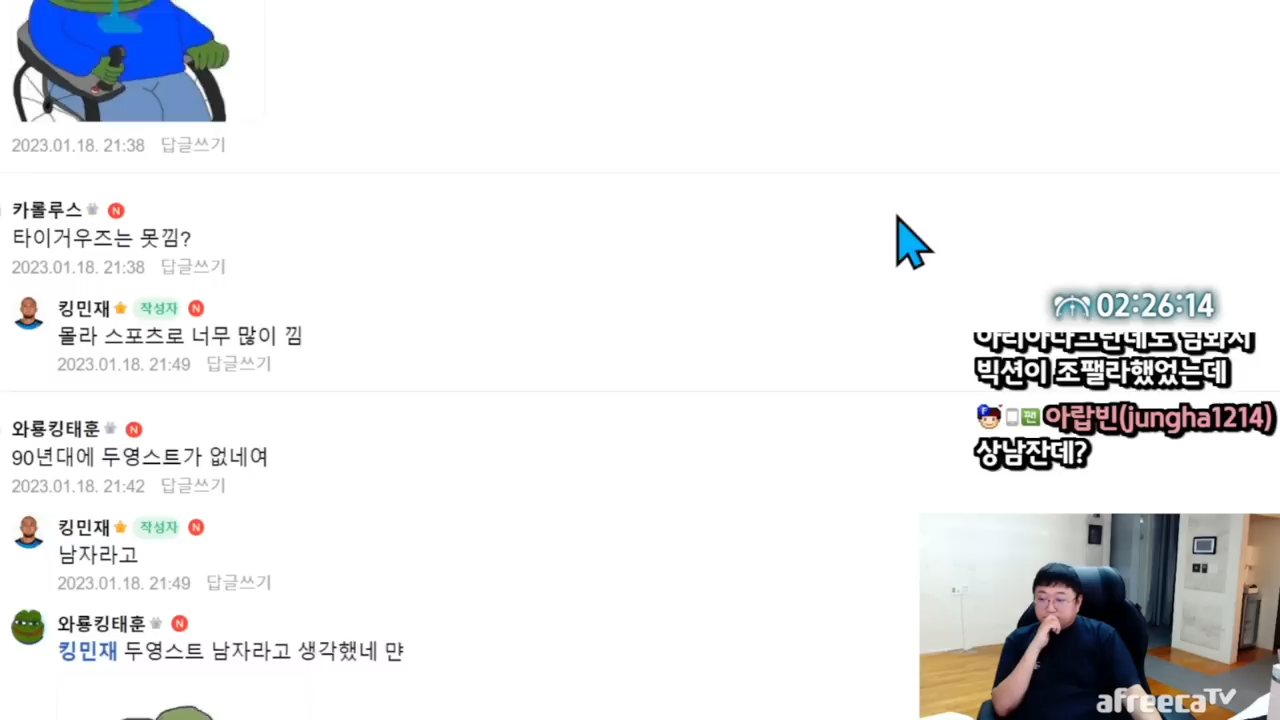 2023.01.18. 21:38 답글쓰기
카롤루스 N
타이거우즈는 못낌?
2023.01.18. 21:38 답글쓰기
킹민재 작성자 N
몰라 스포츠로 너무 많이 낌
2023.01.18. 21:49 답글쓰기
와룡킹태훈 N
90년대에 두영스트가 없네여
2023.01.18. 21:42 답글쓰기
킹민재 작성자 N
남자라고
2023.01.18. 21:49 답글쓰기
와룡킹태훈 N
킹민재 두영스트 남자라고 생각했네 먄
02:26:14
빅션이 조팰라했었는데
팬 아랍빈(jungha1214)
상남잔데?
afreecaTV